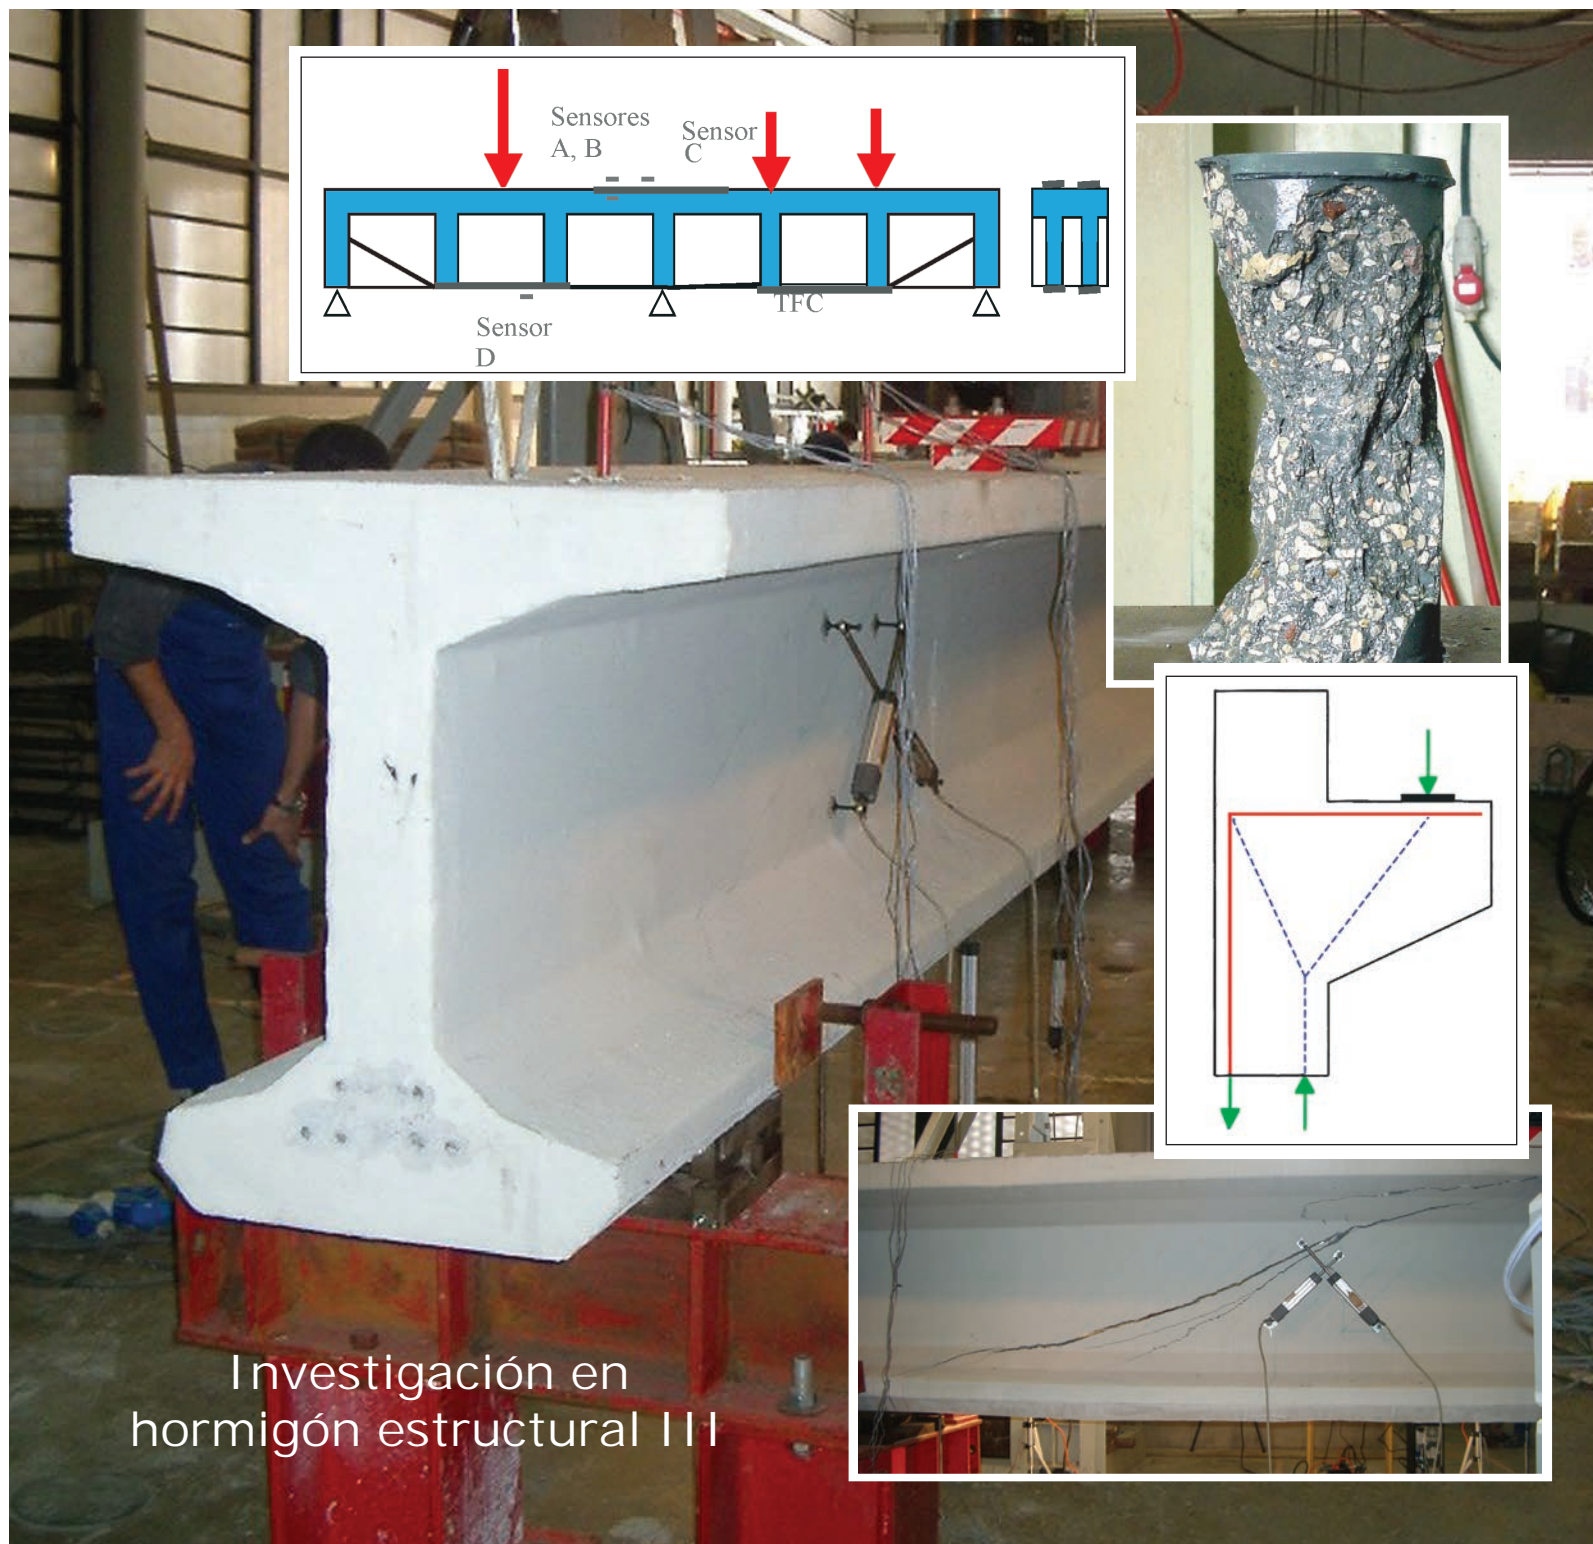 Sensores
A, B
Sensor
C
Sensor
D
TFC
Investigación en
hormigón estructural III